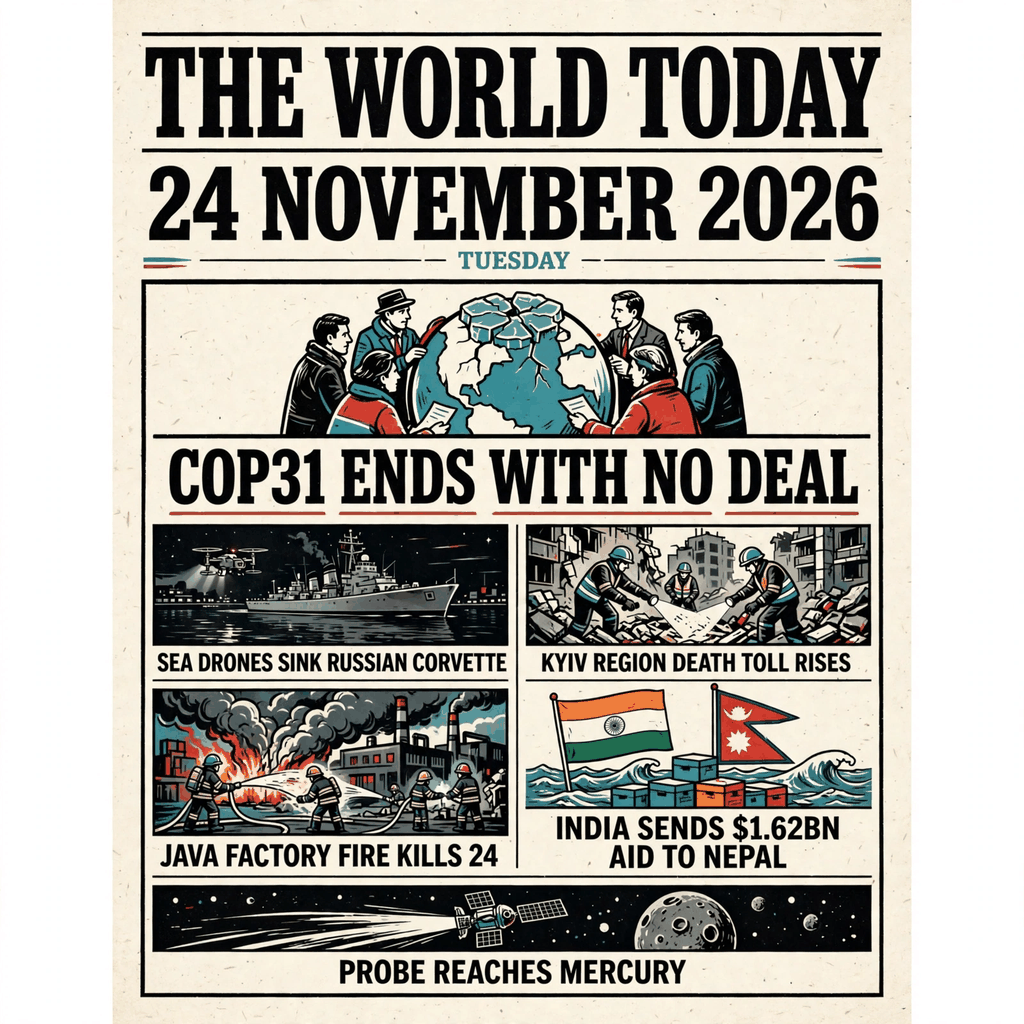 THE WORLD TODAY
24 NOVEMBER 2026
TUESDAY
COP31 ENDS WITH NO DEAL
SEA DRONES SINK RUSSIAN CORVETTE
KYIV REGION DEATH TOLL RISES
JAVA FACTORY FIRE KILLS 24
INDIA SENDS $1.62BN
AID TO NEPAL
PROBE REACHES MERCURY